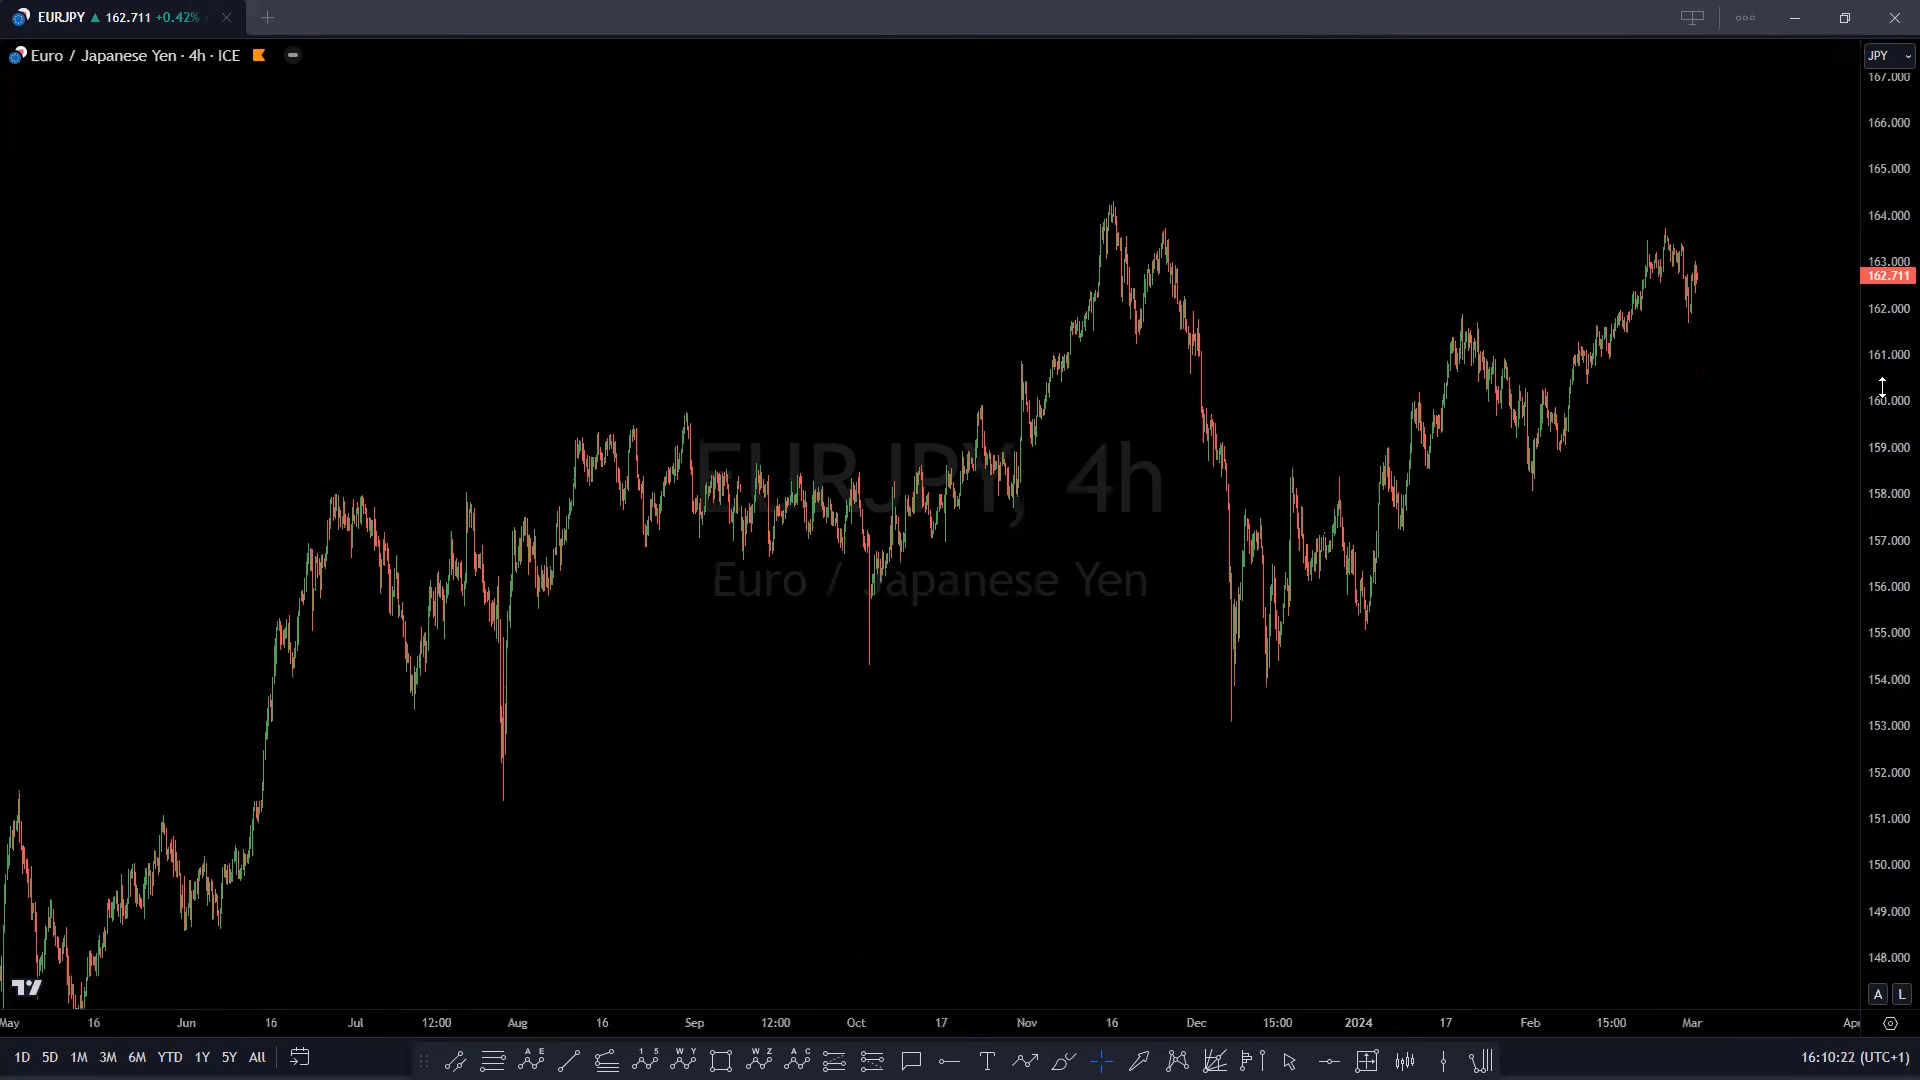 EURJPY ▲ 162.711 +0.42%
Euro / Japanese Yen · 4h · ICE
JPY
167.000
166.000
165.000
164.000
163.000
162.711
162.000
161.000
160.000
159.000
158.000
157.000
156.000
155.000
154.000
153.000
152.000
151.000
150.000
149.000
148.000
EURJPY, 4h
Euro / Japanese Yen
A L
May 16 Jun 16 Jul 12:00 Aug 16 Sep 12:00 Oct 17 Nov 16 Dec 15:00 2024 17 Feb 15:00 Mar Apr
1D 5D 1M 3M 6M YTD 1Y 5Y All
16:10:22 (UTC+1)